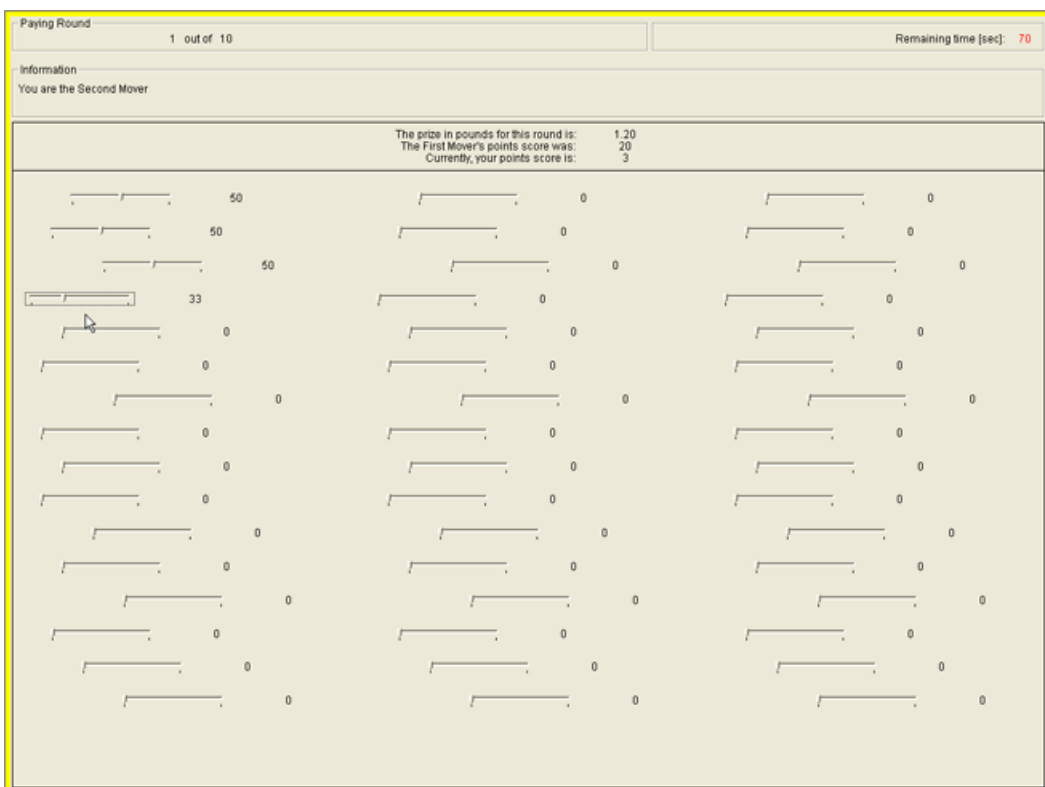 Paying Round
1 out of 10
Remaining time [sec]: 70
Information
You are the Second Mover
The prize in pounds for this round is: 1.20
The First Mover's points score was: 20
Currently, your points score is: 3
50 0 0
50 0 0
50 0 0
33 0 0
0 0 0
0 0 0
0 0 0
0 0 0
0 0 0
0 0 0
0 0 0
0 0 0
0 0 0
0 0 0
0 0 0
0 0 0